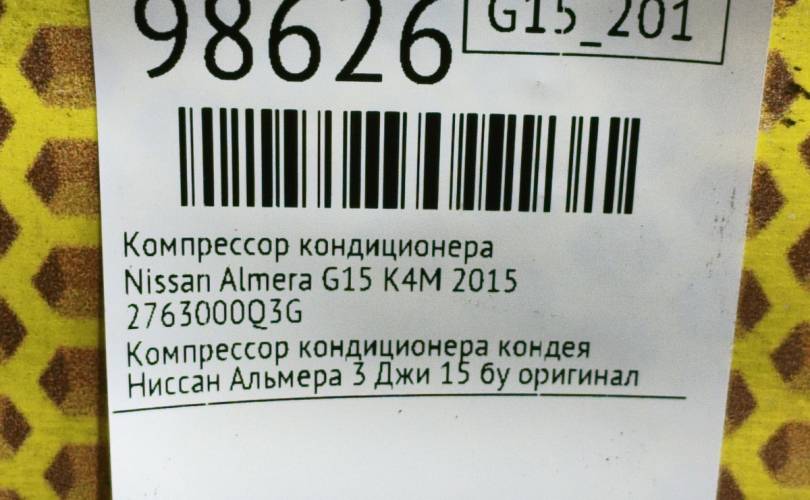 98626
G15_201
Компрессор кондиционера
Nissan Almera G15 K4M 2015
2763000Q3G
Компрессор кондиционера кондея
Ниссан Альмера 3 Джи 15 бу оригинал